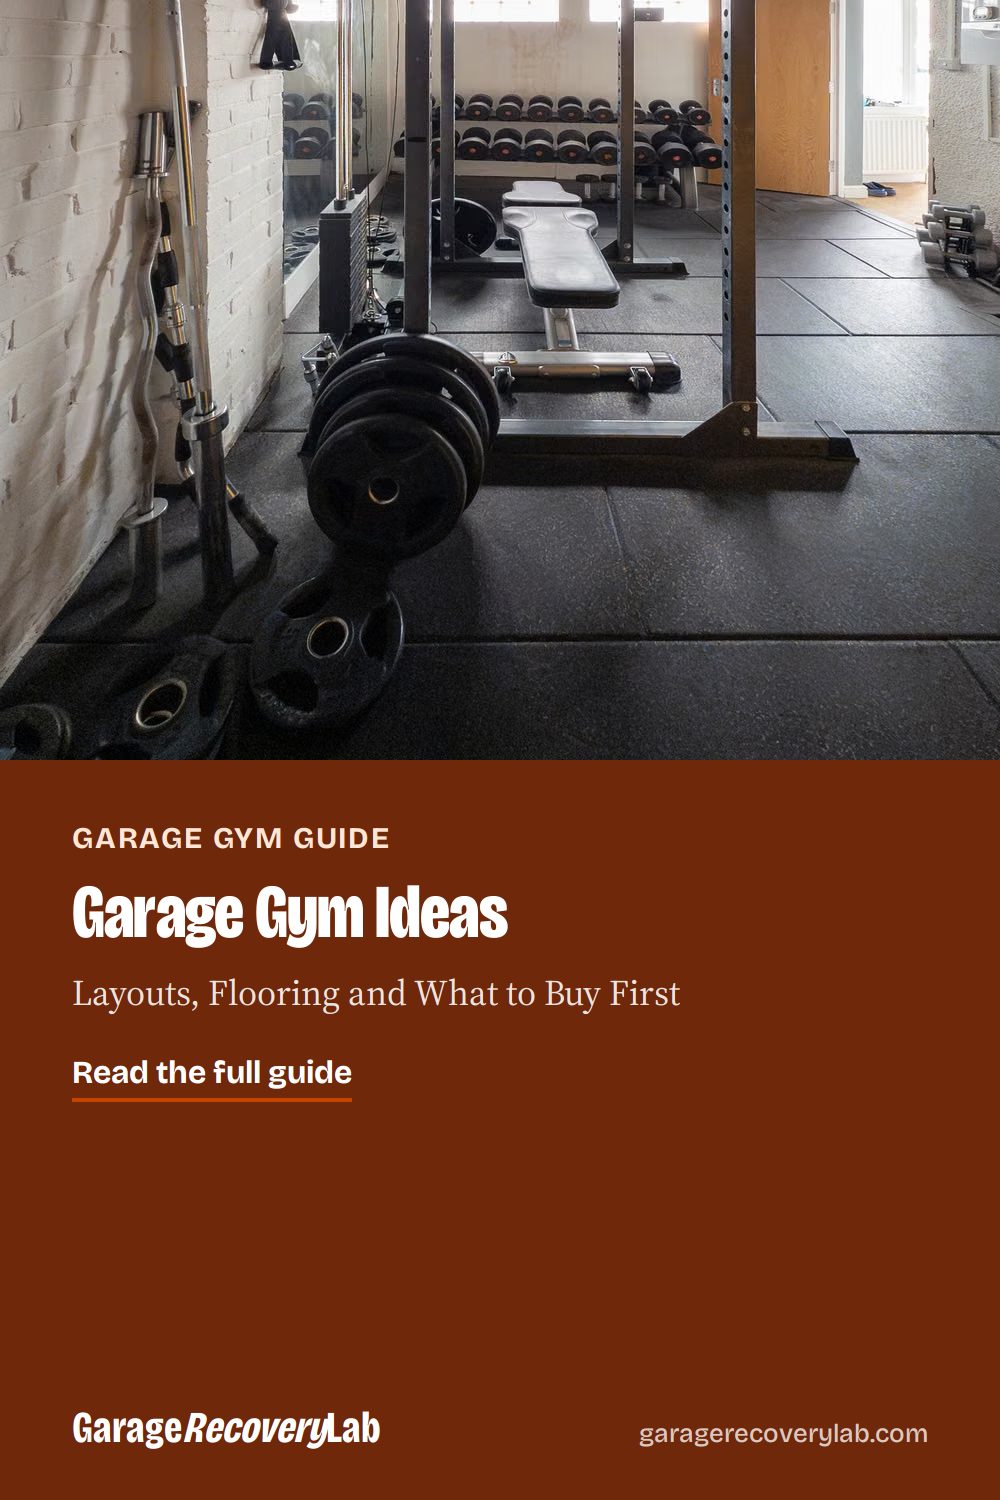 GARAGE GYM GUIDE
Garage Gym Ideas
Layouts, Flooring and What to Buy First
Read the full guide
GarageRecoveryLab
garagerecoverylab.com